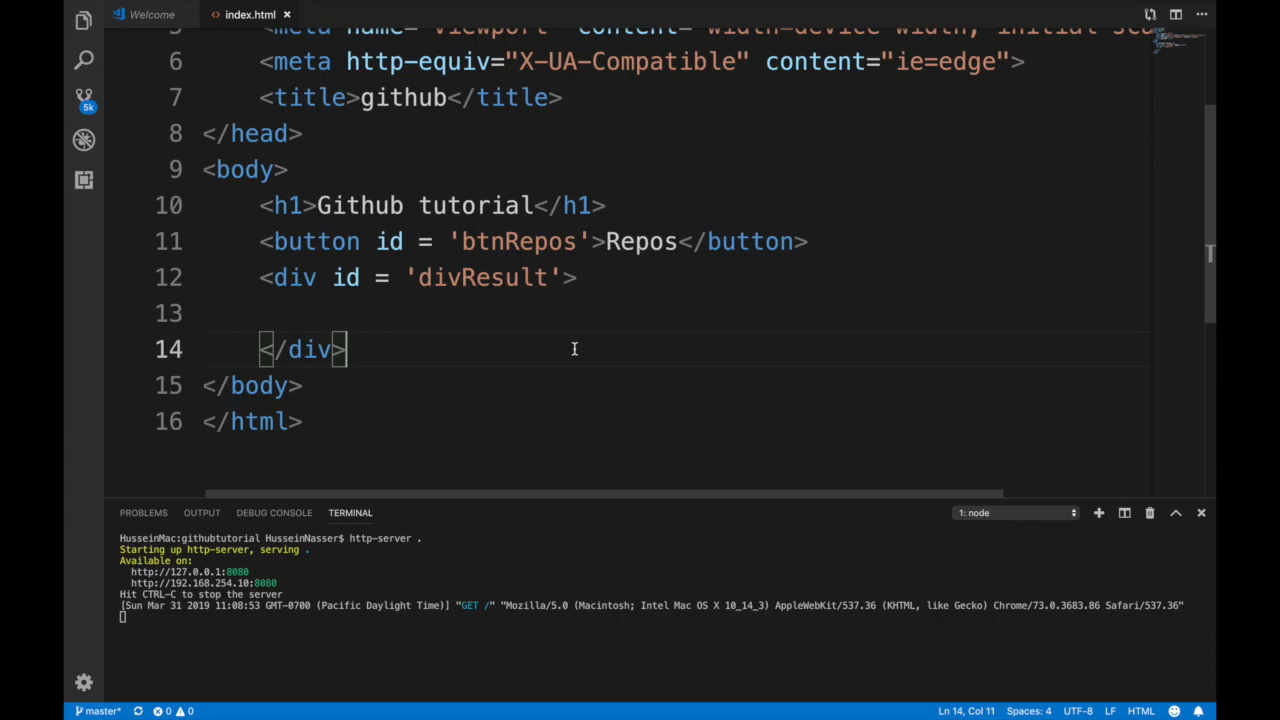 Welcome
<> index.html ×
5 <meta name="viewport" content="width=device-width, initial sca
6 <meta http-equiv="X-UA-Compatible" content="ie=edge">
7 <title>github</title>
8 </head>
9 <body>
10 <h1>Github tutorial</h1>
11 <button id = 'btnRepos'>Repos</button>
12 <div id = 'divResult'>
13
14 </div>
15 </body>
16 </html>
5k
PROBLEMS OUTPUT DEBUG CONSOLE TERMINAL 1: node
HusseinMac:githubtutorial HusseinNasser$ http-server .
Starting up http-server, serving .
Available on:
http://127.0.0.1:8080
http://192.168.254.10:8080
Hit CTRL-C to stop the server
[Sun Mar 31 2019 11:08:53 GMT-0700 (Pacific Daylight Time)] "GET /" "Mozilla/5.0 (Macintosh; Intel Mac OS X 10_14_3) AppleWebKit/537.36 (KHTML, like Gecko) Chrome/73.0.3683.86 Safari/537.36"
master* 0 0 Ln 14, Col 11 Spaces: 4 UTF-8 LF HTML